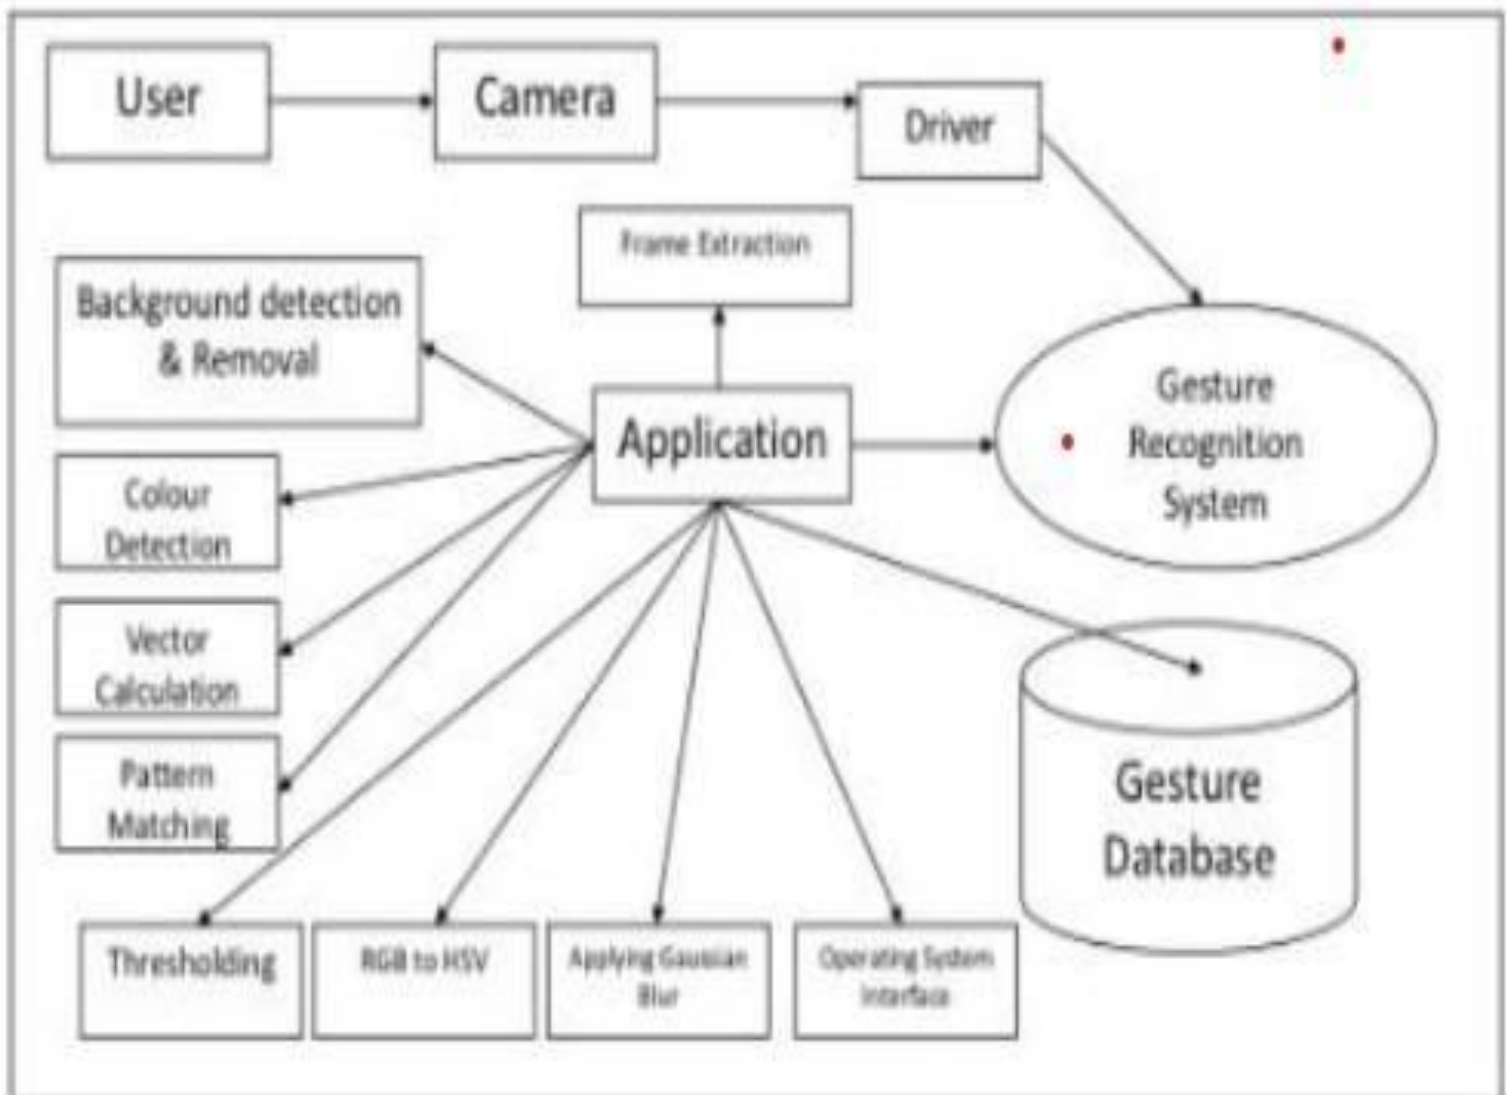 User
Camera
Driver
Frame Extraction
Background detection
& Removal
Application
Gesture
Recognition
System
Colour
Detection
Vector
Calculation
Pattern
Matching
Gesture
Database
Thresholding
RGB to HSV
Applying Gaussian
Blur
Operating System
Interface